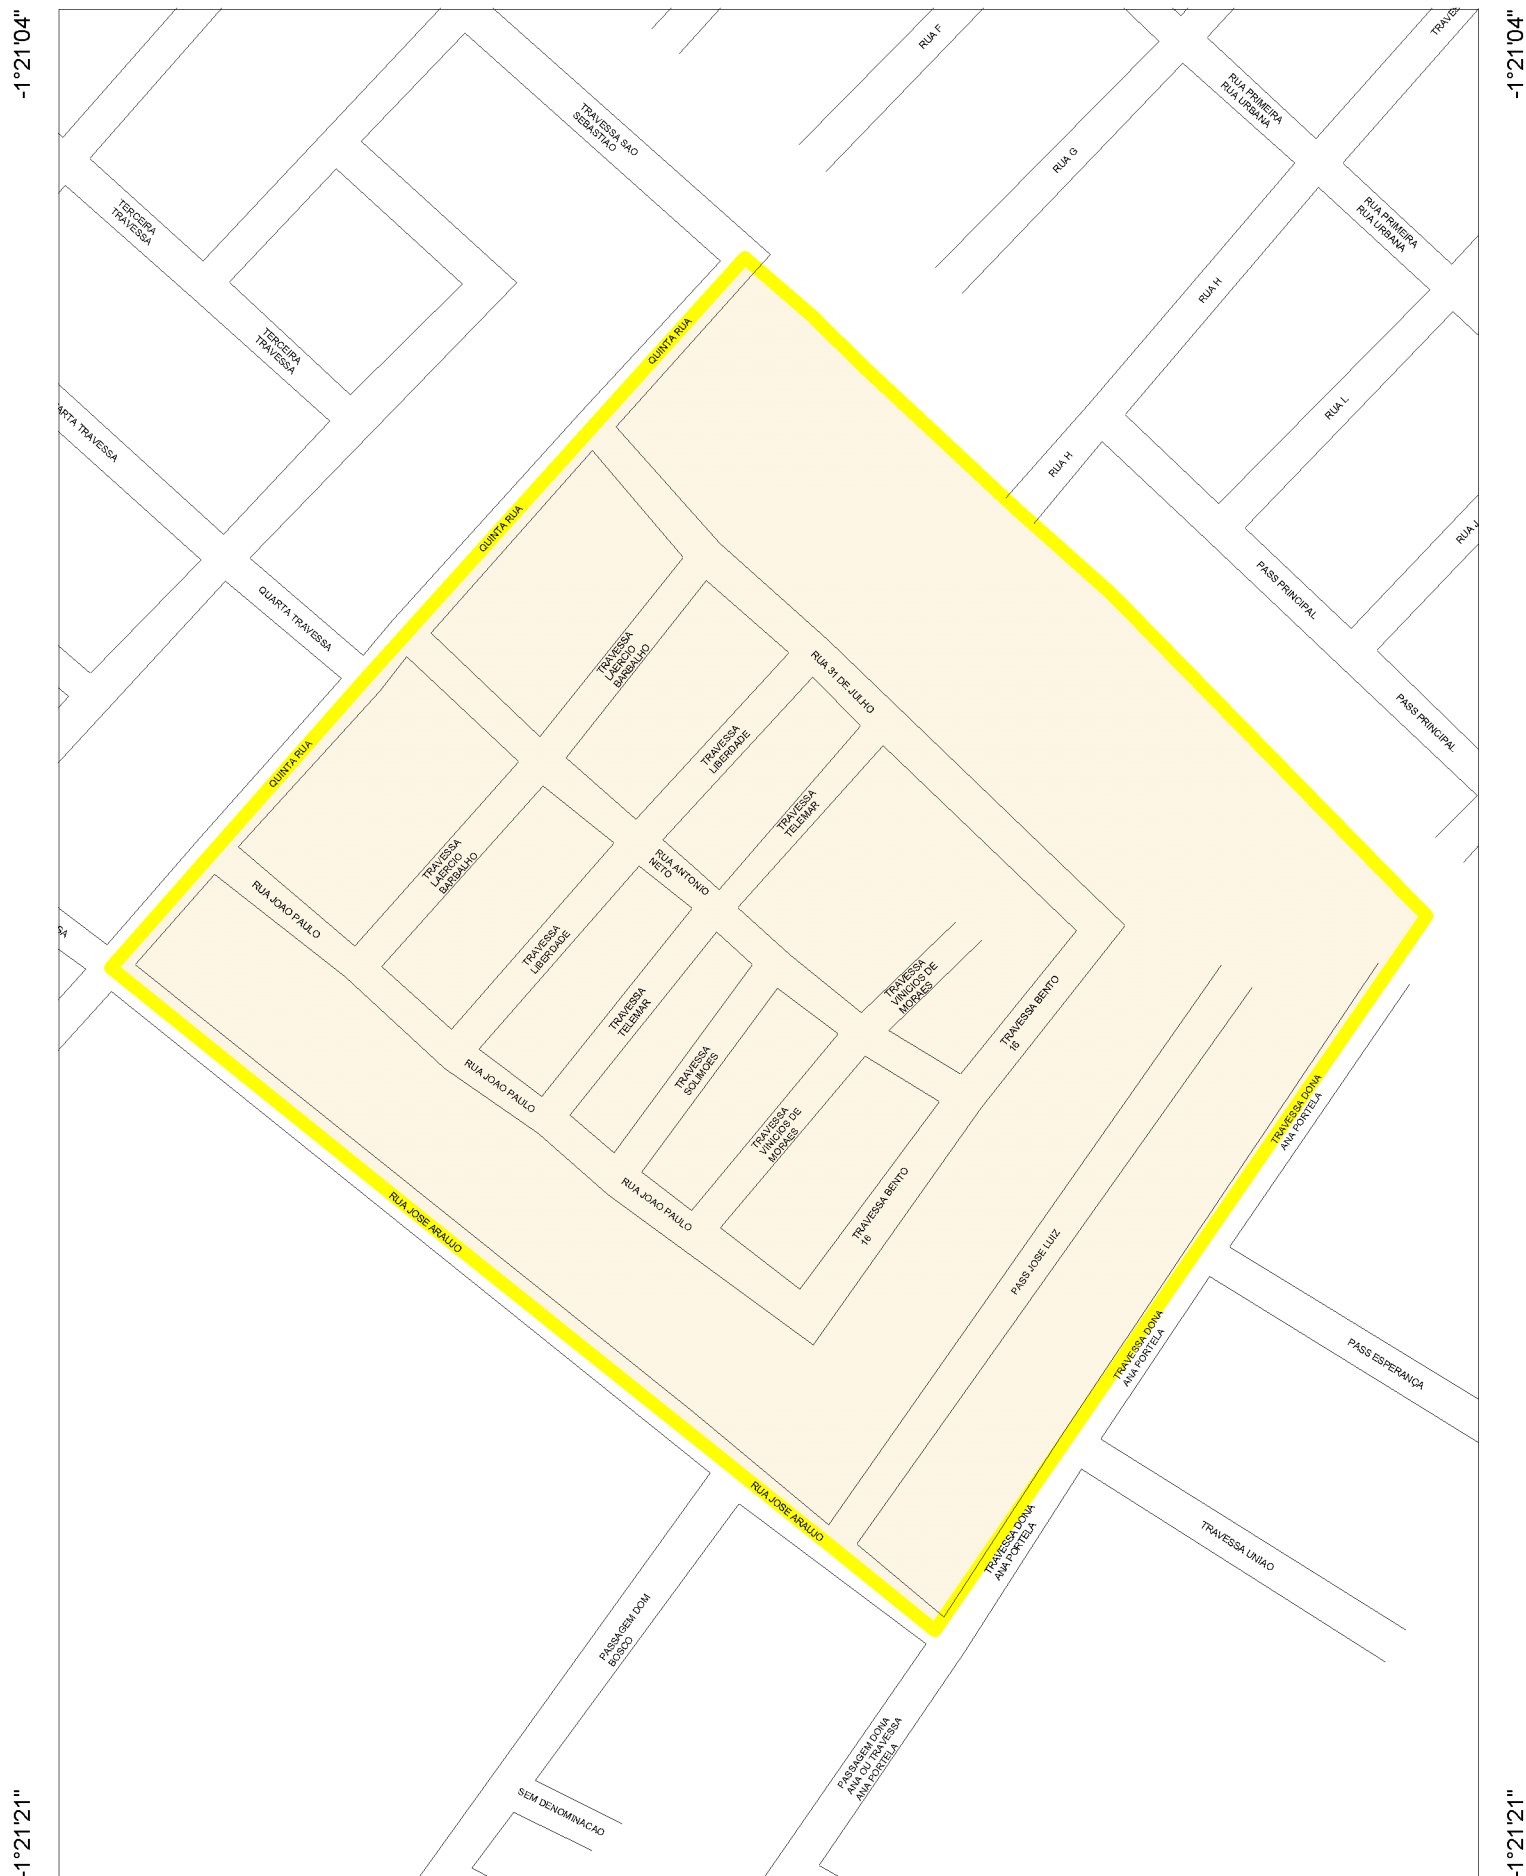 -1°21'04"
-1°21'04"
RUA F
RUA PRIMEIRA
RUA URBANA
TRAVESSA SAO
SEBASTIAO
RUA G
TERCEIRA
TRAVESSA
RUA PRIMEIRA
RUA URBANA
RUA H
TERCEIRA
TRAVESSA
QUINTA RUA
ARTA TRAVESSA
RUA I.
RUA H
QUINTA RUA
RUA J
PASS PRINCIPAL
QUARTA TRAVESSA
TRAVESSA
LAERCIO
BARBALHO
RUA 31 DE JULHO
PASS PRINCIPAL
TRAVESSA
LIBERDADE
QUINTA RUA
TRAVESSA
TELEMAR
TRAVESSA
LAERCIO
BARBALHO
RUA ANTONIO
NETO
RUA JOAO PAULO
SA
TRAVESSA
LIBERDADE
TRAVESSA
VINICIOS DE
MORAES
TRAVESSA BENTO
16
TRAVESSA
TELEMAR
RUA JOAO PAULO
TRAVESSA
SOLIMOES
TRAVESSA
VINICIOS DE
MORAES
TRAVESSA DONA
ANA PORTELA
RUA JOAO PAULO
TRAVESSA BENTO
16
RUA JOSE ARAUJO
PASS JOSE LUIZ
TRAVESSA DONA
ANA PORTELA
PASS ESPERANÇA
RUA JOSE ARAUJO
TRAVESSA DONA
ANA PORTELA
TRAVESSA UNIAO
PASSAGEM DOM
BOSCO
PASSAGEM DONA
ANA OU TRAVESSA
ANA PORTELA
SEM DENOMINACAO
-1°21'21"
-1°21'21"